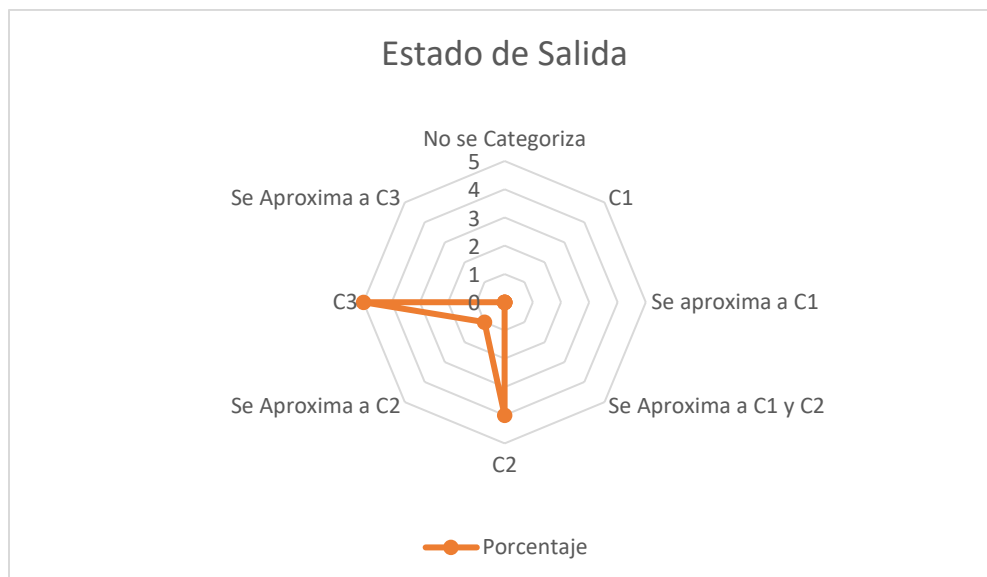 Estado de Salida
No se Categoriza
5
Se Aproxima a C3
4
C1
3
2
1
C3
0
Se aproxima a C1
Se Aproxima a C2
Se Aproxima a C1 y C2
C2
Porcentaje